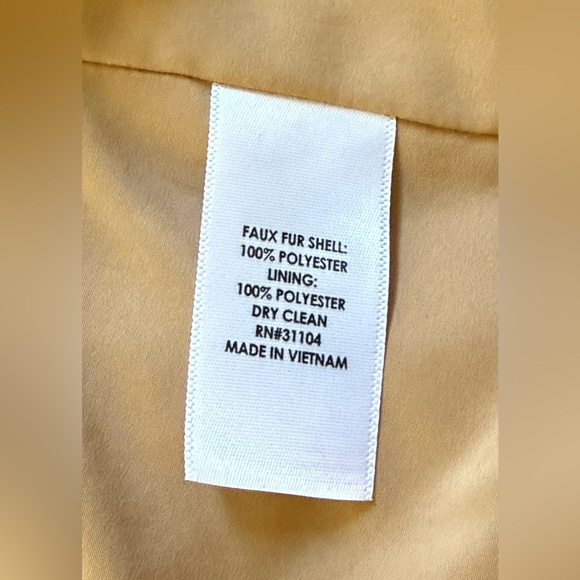 FAUX FUR SHELL:
100% POLYESTER
LINING:
100% POLYESTER
DRY CLEAN
RN#31104
MADE IN VIETNAM